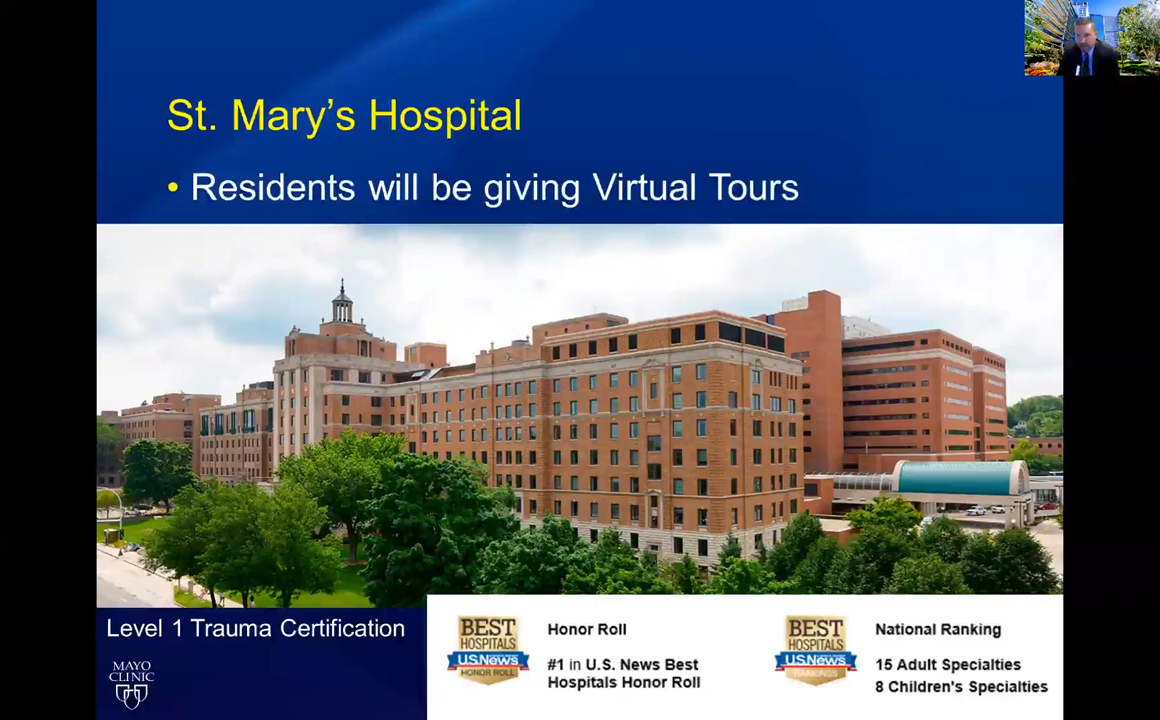 St. Mary’s Hospital
• Residents will be giving Virtual Tours
Level 1 Trauma Certification
MAYO
CLINIC
BEST
HOSPITALS
U.S.News
HONOR ROLL
Honor Roll
#1 in U.S. News Best
Hospitals Honor Roll
BEST
HOSPITALS
U.S.News
RANKINGS
National Ranking
15 Adult Specialties
8 Children's Specialties